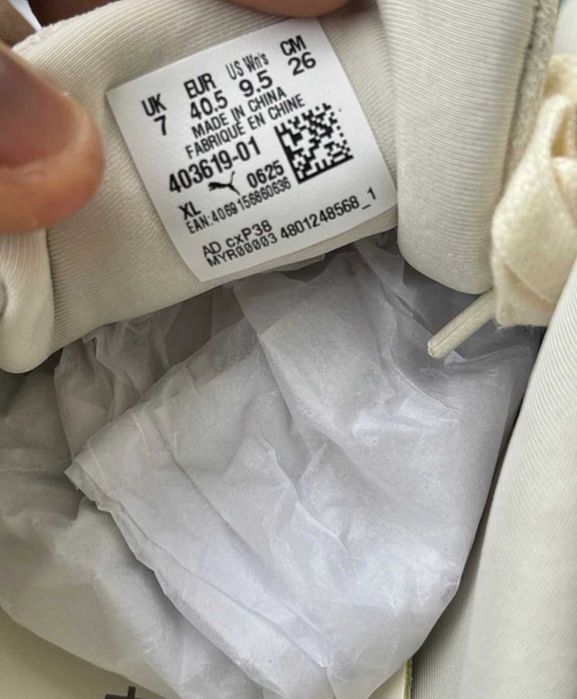 UK EUR US Wn's CM
7 40.5 9.5 26
MADE IN CHINA
FABRIQUÉ EN CHINE
403619-01
XL 0625
EAN:4069156860636
AD cxP38
MYR00003 4801248568_1